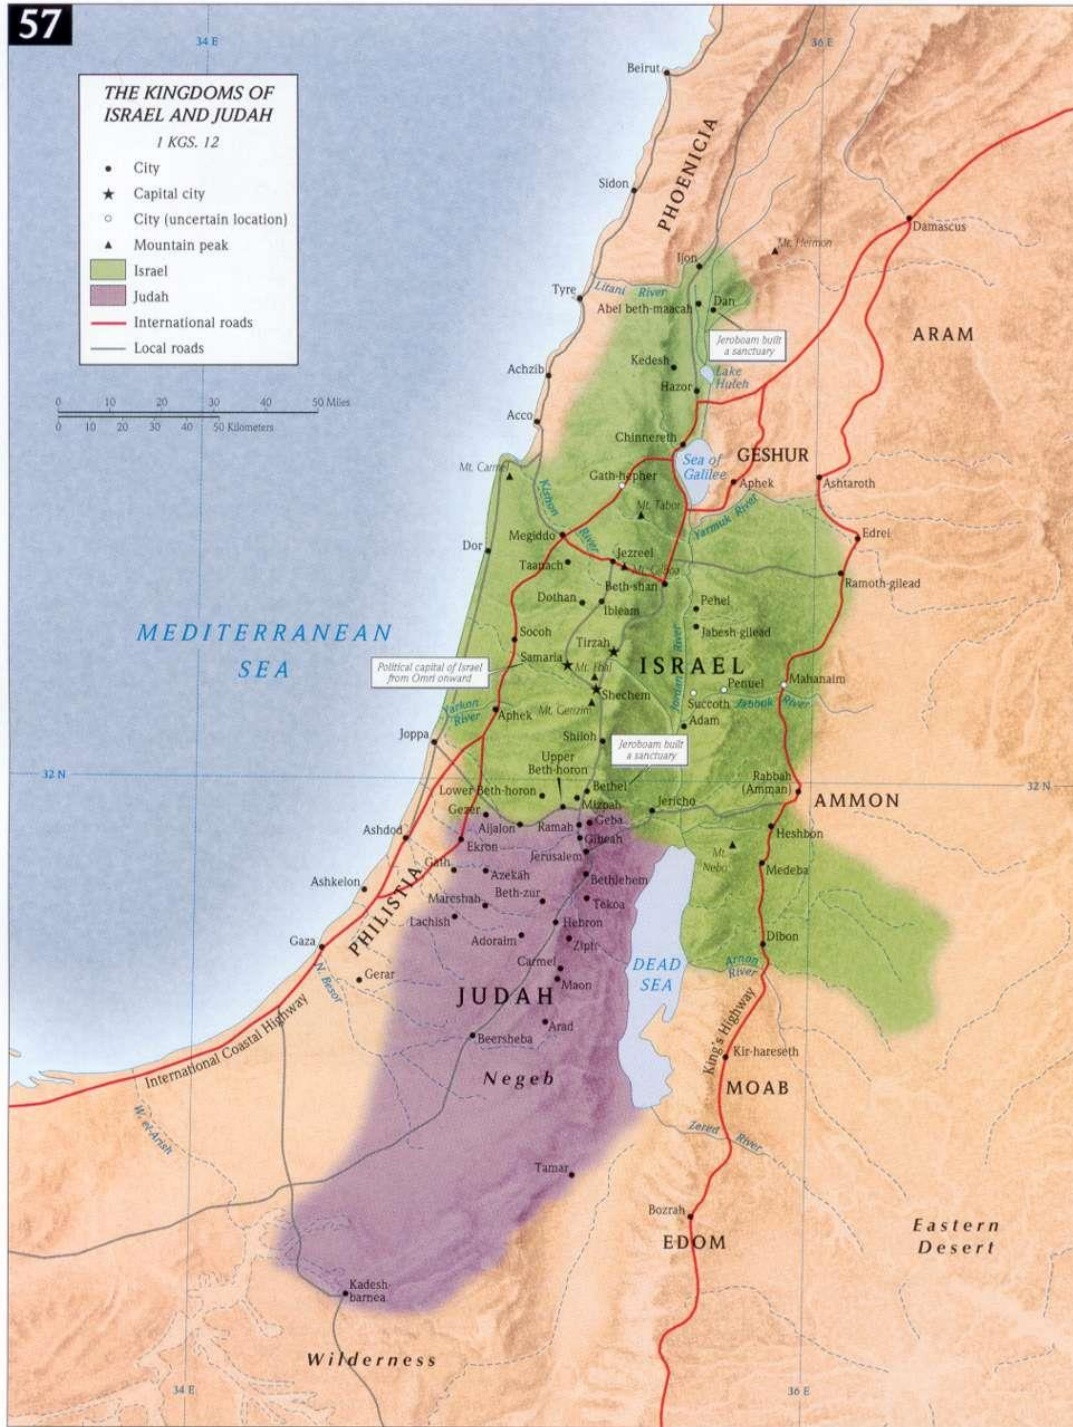 57
34 E
36 E
THE KINGDOMS OF
ISRAEL AND JUDAH
1 KGS. 12
City
Capital city
City (uncertain location)
Mountain peak
Israel
Judah
International roads
Local roads
0 10 20 30 40 50 Miles
0 10 20 30 40 50 Kilometers
Beirut
PHOENICIA
Sidon
Damascus
Mt. Hermon
Ijon
Tyre
Litani River
Abel beth-maacah
Dan
Jeroboam built
a sanctuary
ARAM
Kedesh
Achzib
Lake
Huleh
Hazor
Acco
Chinnereth
Sea of
Galilee
GESHUR
Mt. Carmel
Gath-hepher
Aphek
Ashtaroth
Kishon
River
Mt. Tabor
Yarmuk River
Megiddo
Edrei
Dor
Jezreel
Taanach
Mt. Gilboa
Beth-shan
Ramoth-gilead
Dothan
Ibleam
Pehel
Jabesh-gilead
MEDITERRANEAN
SEA
Socoh
Tirzah
Samaria
Mt. Ebal
ISRAEL
Jordan River
Political capital of Israel
from Omri onward
Mahanaim
Penuel
Shechem
Succoth
Jabbok River
Mt. Gerizim
Yarkon
River
Aphek
Adam
Joppa
Shiloh
Jeroboam built
a sanctuary
Upper
Beth-horon
32 N
Rabbah
(Amman)
32 N
Lower Beth-horon
Bethel
AMMON
Mizpah
Jericho
Gezer
Geba
Ashdod
Aijalon
Ramah
Heshbon
Gibeah
Ekron
Jerusalem
Mt.
Nebo
Gath
Medeba
Azekah
Bethlehem
Ashkelon
Beth-zur
Mareshah
Tekoa
PHILISTIA
Lachish
Hebron
Gaza
Adoraim
Ziph
Dibon
Carmel
DEAD
SEA
Arnon
River
N. Besor
Gerar
Maon
JUDAH
Arad
International Coastal Highway
Beersheba
King's Highway
Kir-hareseth
Negeb
MOAB
W. el-Arish
Zered River
Tamar
Bozrah
EDOM
Eastern
Desert
Kadesh-
barnea
Wilderness
34 E
36 E